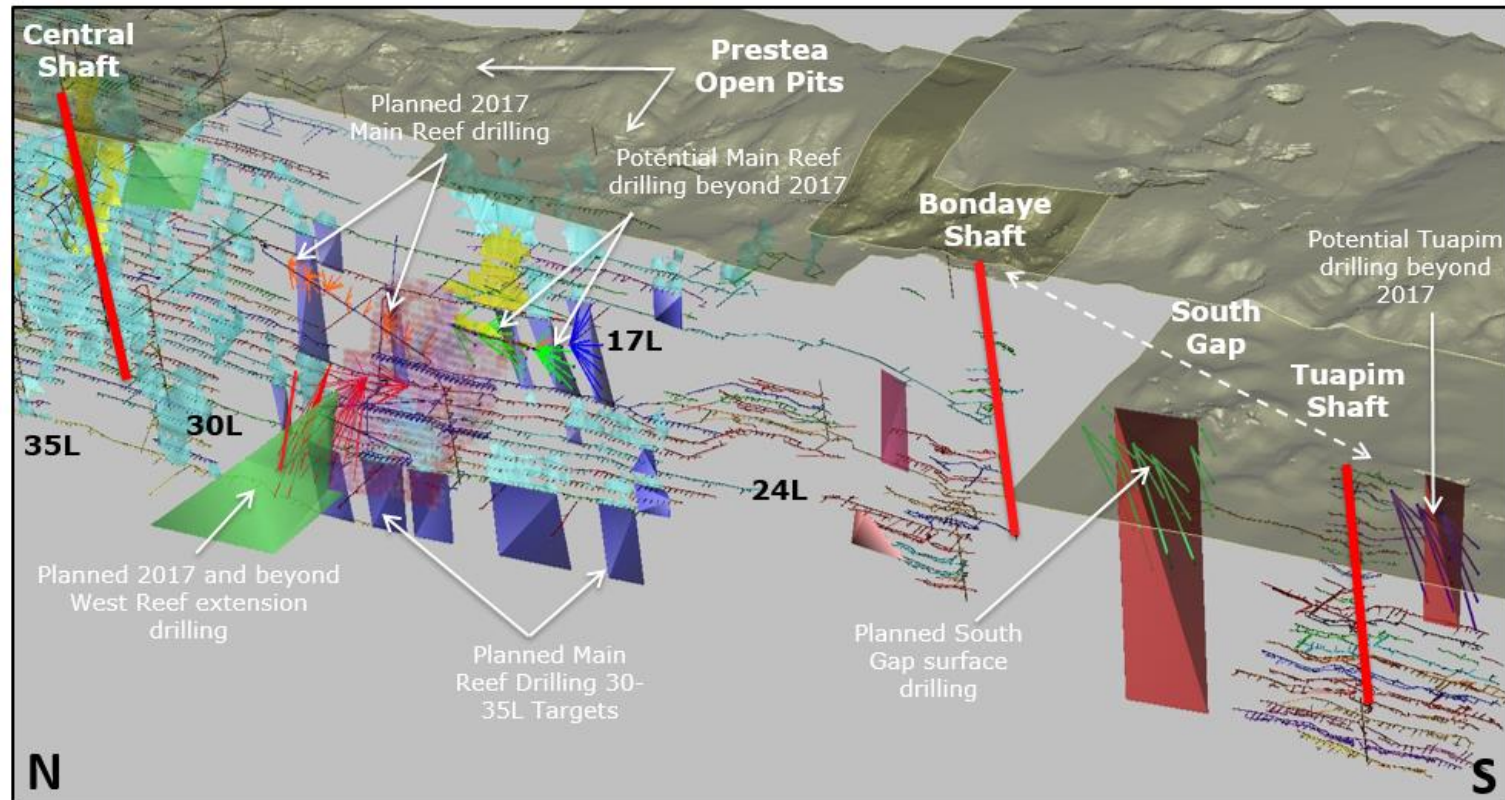 Central
Shaft
Prestea
Open Pits
Planned 2017
Main Reef drilling
Potential Main Reef
drilling beyond 2017
Bondaye
Shaft
Potential Tuapim
drilling beyond
2017
South
Gap
Tuapim
Shaft
17L
30L
35L
24L
Planned 2017 and beyond
West Reef extension
drilling
Planned Main
Reef Drilling 30-
35L Targets
Planned South
Gap surface
drilling
N
S